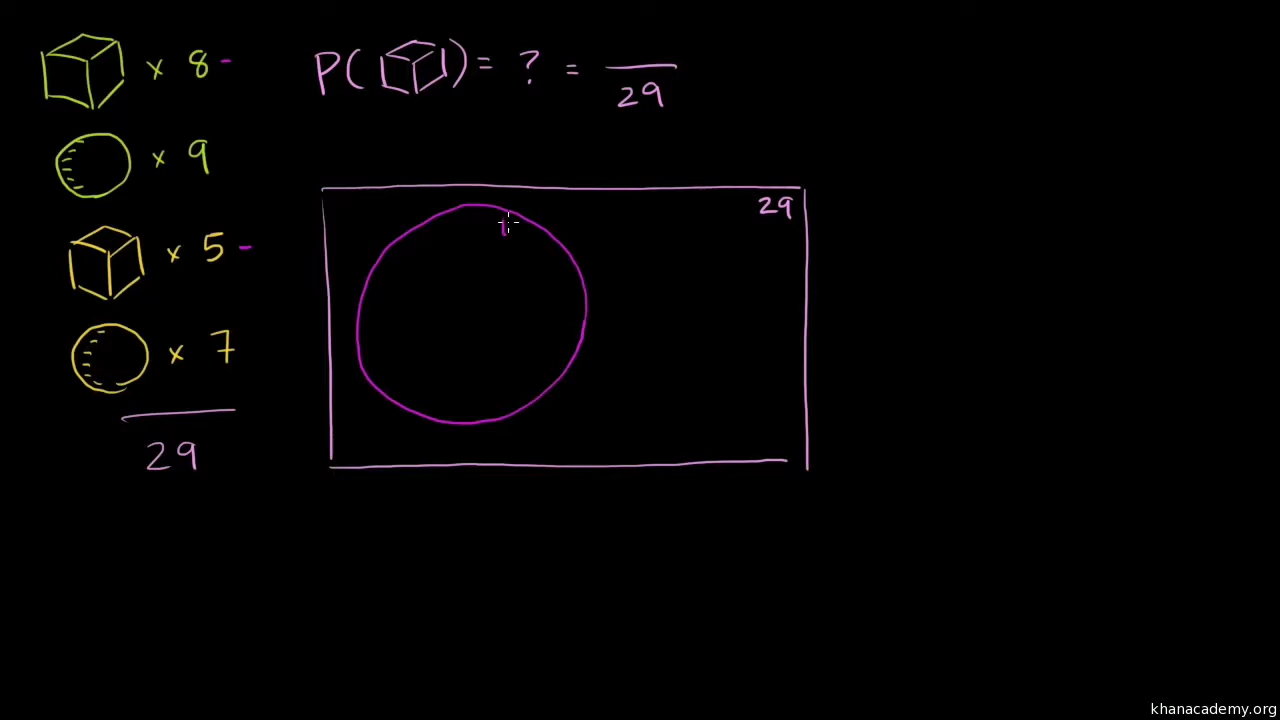 x 8 -
x 9
x 5 -
x 7
29
P( ) = ? = 
29
29
khanacademy.org